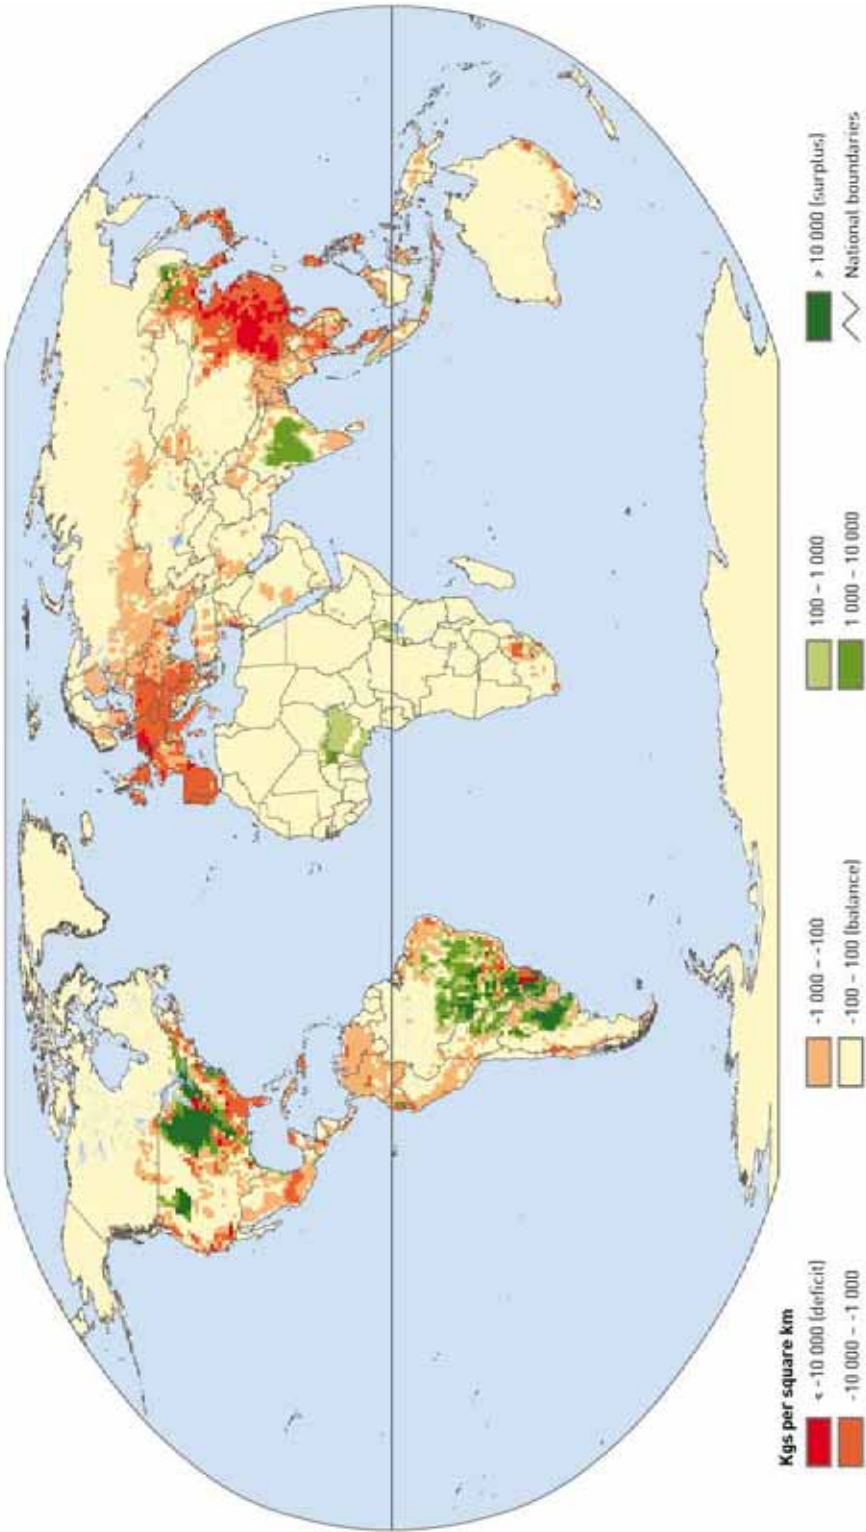 Kgs per square km
< -10 000 (deficit)
-10 000 – -1 000
-1 000 – -100
-100 – 100 (balance)
100 – 1 000
1 000 – 10 000
> 10 000 (surplus)
National boundaries